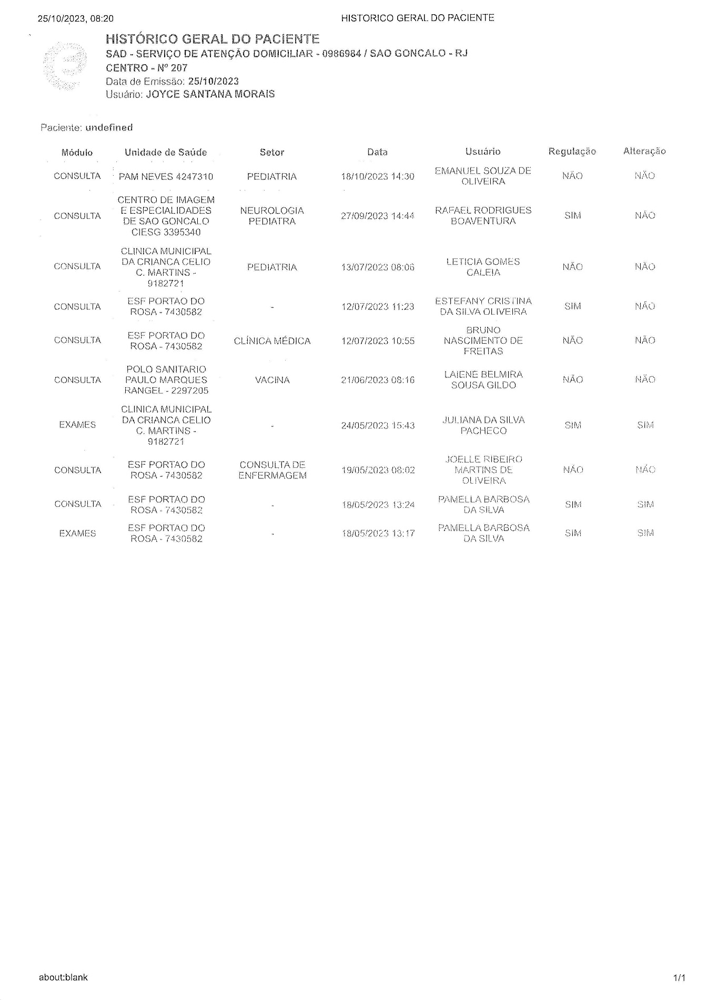 25/10/2023, 08:20
HISTORICO GERAL DO PACIENTE
HISTÓRICO GERAL DO PACIENTE
SAD - SERVIÇO DE ATENÇÃO DOMICILIAR - 0986984 / SAO GONCALO - RJ
CENTRO - Nº 207
Data de Emissão: 25/10/2023
Usuário: JOYCE SANTANA MORAIS
Paciente: undefined
Módulo Unidade de Saúde Setor Data Usuário Regulação Alteração
CONSULTA PAM NEVES 4247310 PEDIATRIA 18/10/2023 14:30 EMANUEL SOUZA DE NÃO NÃO
OLIVEIRA
CENTRO DE IMAGEM
E ESPECIALIDADES NEUROLOGIA RAFAEL RODRIGUES
CONSULTA DE SAO GONCALO PEDIATRA 27/09/2023 14:44 BOAVENTURA SIM NÃO
CIESG 3395340
CLINICA MUNICIPAL
DA CRIANCA CELIO LETICIA GOMES
CONSULTA C. MARTINS - PEDIATRIA 13/07/2023 08:06 CALEIA NÃO NÃO
9182721
CONSULTA ESF PORTAO DO - 12/07/2023 11:23 ESTEFANY CRISTINA SIM NÃO
ROSA - 7430582 DA SILVA OLIVEIRA
BRUNO
CONSULTA ESF PORTAO DO CLÍNICA MÉDICA 12/07/2023 10:55 NASCIMENTO DE NÃO NÃO
ROSA - 7430582 FREITAS
POLO SANITARIO LAIENE BELMIRA
CONSULTA PAULO MARQUES VACINA 21/06/2023 08:16 SOUSA GILDO NÃO NÃO
RANGEL - 2297205
CLINICA MUNICIPAL
DA CRIANCA CELIO JULIANA DA SILVA
EXAMES C. MARTINS - - 24/05/2023 15:43 PACHECO SIM SIM
9182721
JOELLE RIBEIRO
CONSULTA ESF PORTAO DO CONSULTA DE 19/05/2023 08:02 MARTINS DE NÃO NÃO
ROSA - 7430582 ENFERMAGEM OLIVEIRA
CONSULTA ESF PORTAO DO - 18/05/2023 13:24 PAMELLA BARBOSA SIM SIM
ROSA - 7430582 DA SILVA
EXAMES ESF PORTAO DO - 18/05/2023 13:17 PAMELLA BARBOSA SIM SIM
ROSA - 7430582 DA SILVA
about:blank
1/1